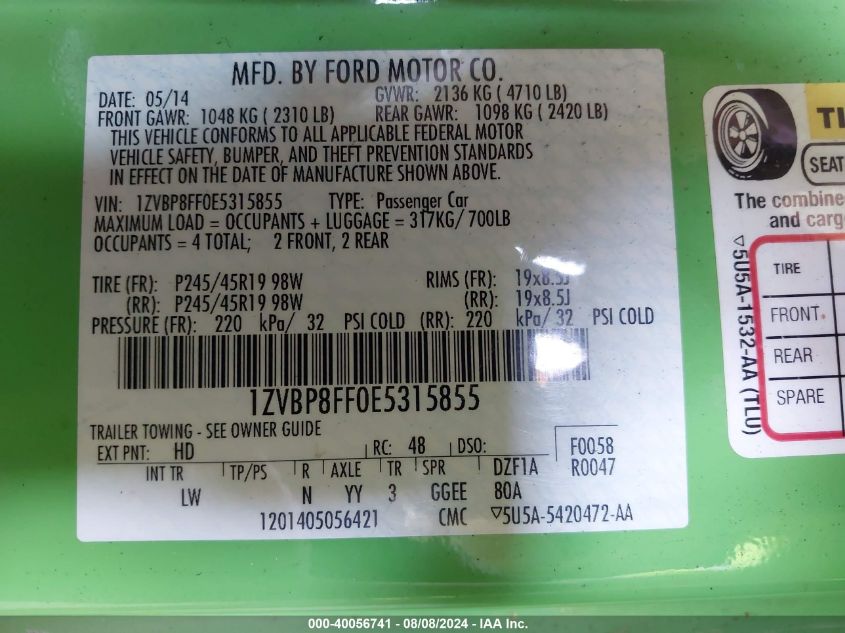 MFD. BY FORD MOTOR CO.
DATE: 05/14 GVWR: 2136 KG ( 4710 LB)
FRONT GAWR: 1048 KG ( 2310 LB) REAR GAWR: 1098 KG ( 2420 LB)
THIS VEHICLE CONFORMS TO ALL APPLICABLE FEDERAL MOTOR
VEHICLE SAFETY, BUMPER, AND THEFT PREVENTION STANDARDS
IN EFFECT ON THE DATE OF MANUFACTURE SHOWN ABOVE.
VIN: 1ZVBP8FF0E5315855 TYPE: Passenger Car
MAXIMUM LOAD = OCCUPANTS + LUGGAGE = 317KG/ 700LB
OCCUPANTS = 4 TOTAL; 2 FRONT, 2 REAR
TIRE (FR): P245/45R19 98W RIMS (FR): 19x8.5J
(RR): P245/45R19 98W (RR): 19x8.5J
PRESSURE (FR): 220 kPa/ 32 PSI COLD (RR): 220 kPa/ 32 PSI COLD
1ZVBP8FF0E5315855
TRAILER TOWING - SEE OWNER GUIDE
EXT PNT: HD RC: 48 DSO: F0058
INT TR TP/PS R AXLE TR SPR DZF1A R0047
LW N YY 3 GGEE 80A
1201405056421 CMC ▽5U5A-5420472-AA
TI
SEAT
The combine
and carg
▽5U5A-1532-AA (TLU)
TIRE
FRONT
REAR
SPARE
000-40056741 - 08/08/2024 - IAA Inc.